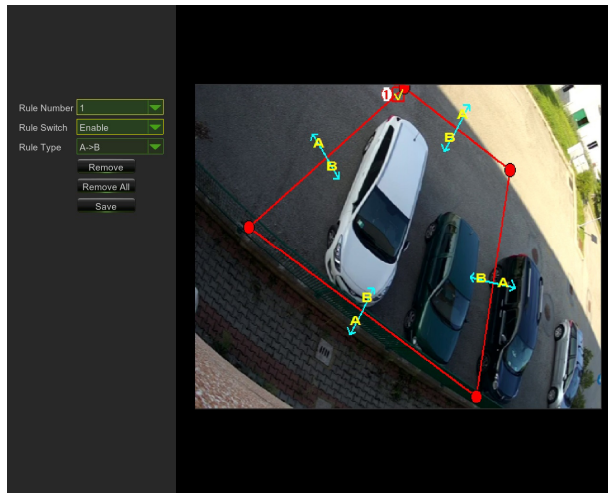 Rule Number 1
Rule Switch Enable
Rule Type A->B
Remove
Remove All
Save
1
A
B
A
B
B
A
B
A